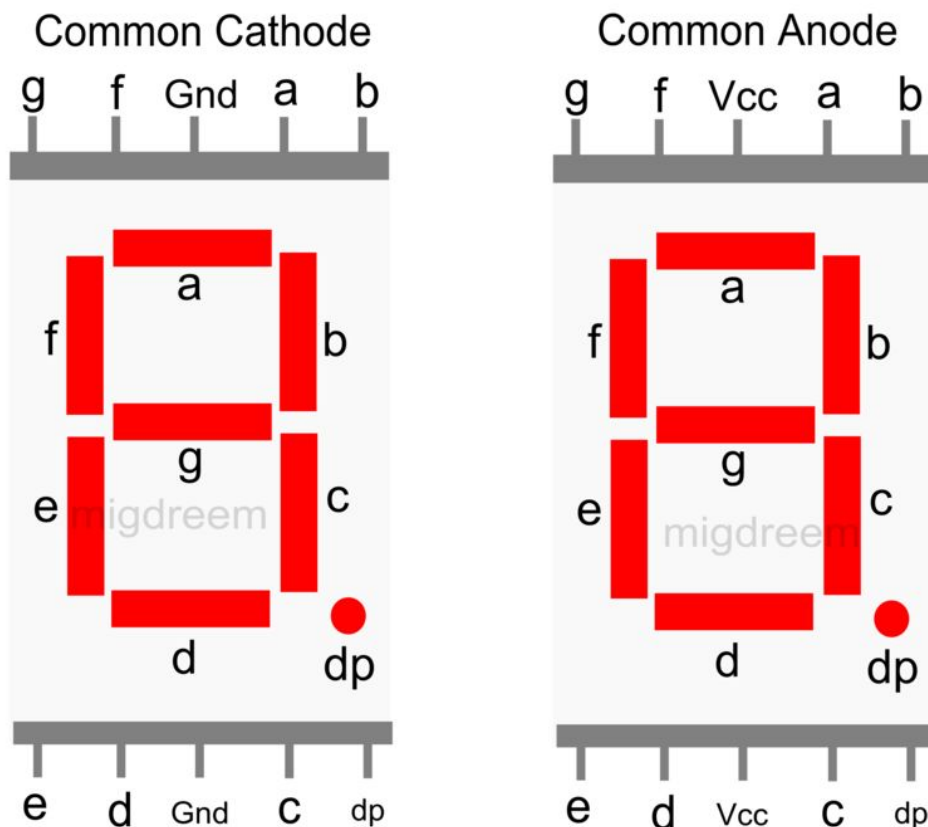 Common Cathode
g f Gnd a b
a
f b
g
e c
migdreem
d
dp
e d Gnd c dp
Common Anode
g f Vcc a b
a
f b
g
e c
migdreem
d
dp
e d Vcc c dp